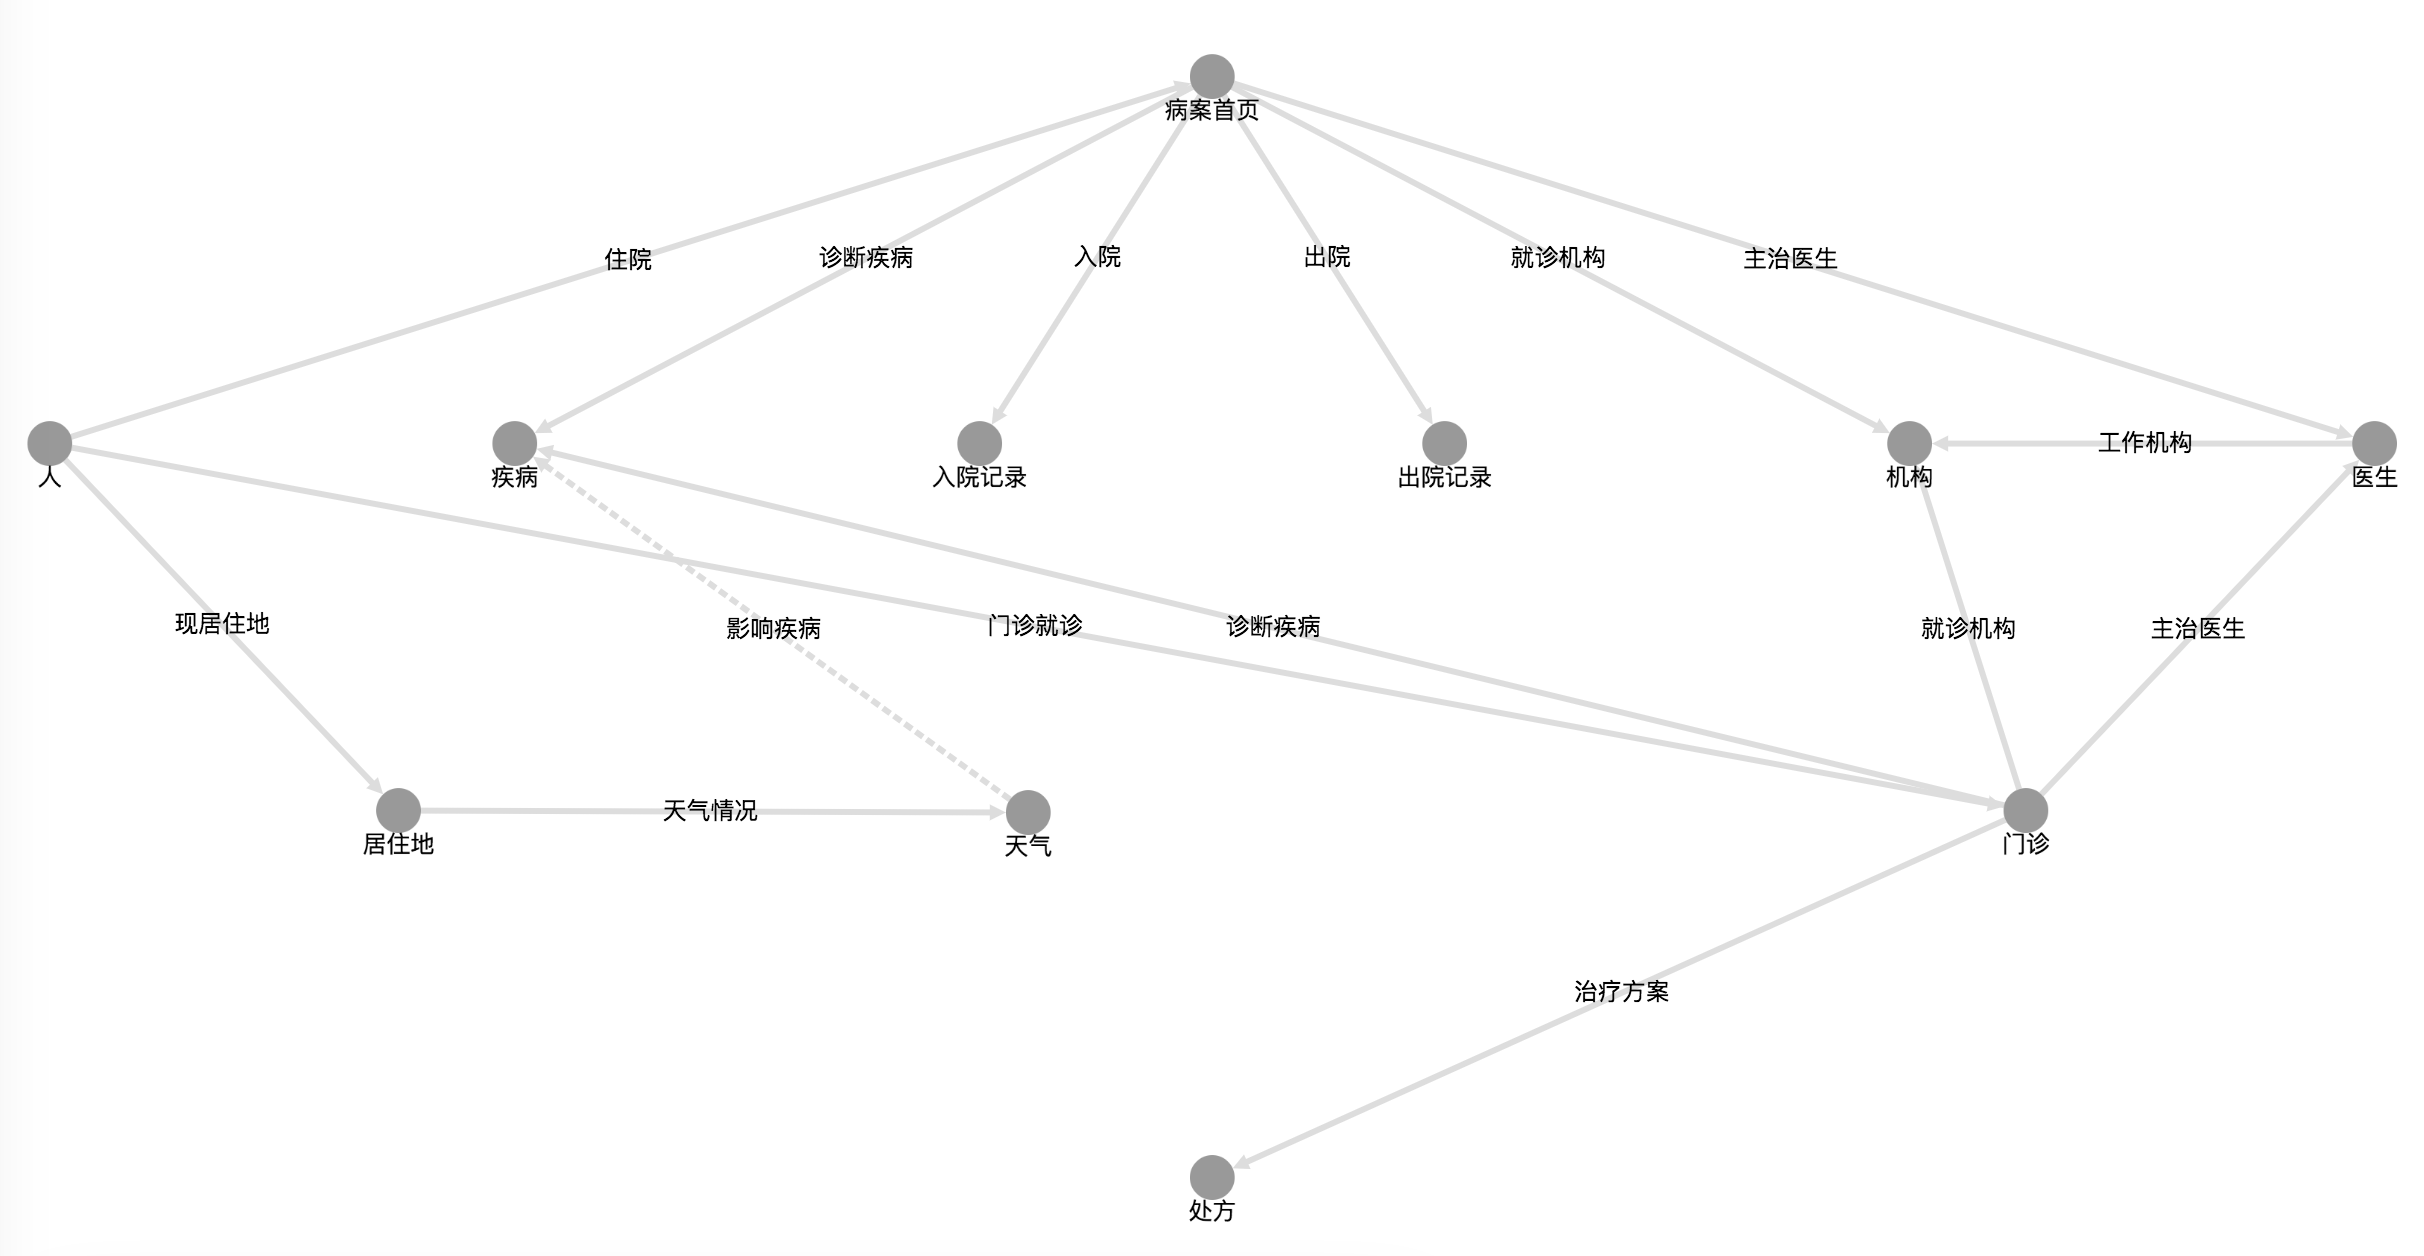 病案首页
住院
诊断疾病
入院
出院
就诊机构
主治医生
人
疾病
入院记录
出院记录
机构
工作机构
医生
现居住地
影响疾病
门诊就诊
诊断疾病
就诊机构
主治医生
居住地
天气情况
天气
门诊
治疗方案
处方